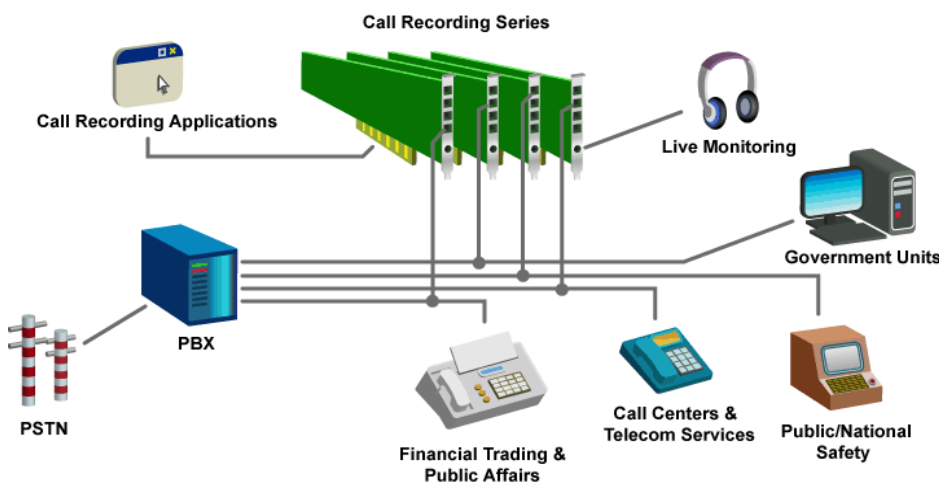 Call Recording Series
Call Recording Applications
Live Monitoring
Government Units
PBX
PSTN
Financial Trading &
Public Affairs
Call Centers &
Telecom Services
Public/National
Safety